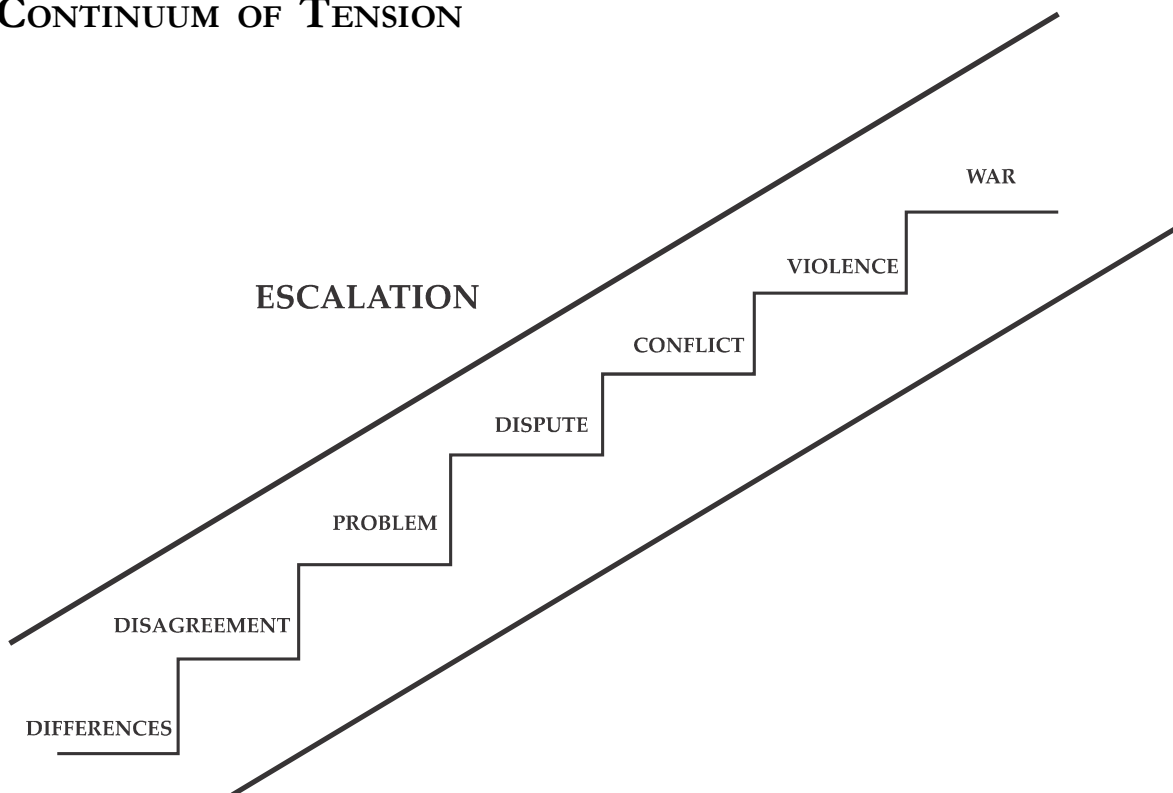 CONTINUUM OF TENSION
WAR
VIOLENCE
ESCALATION
CONFLICT
DISPUTE
PROBLEM
DISAGREEMENT
DIFFERENCES